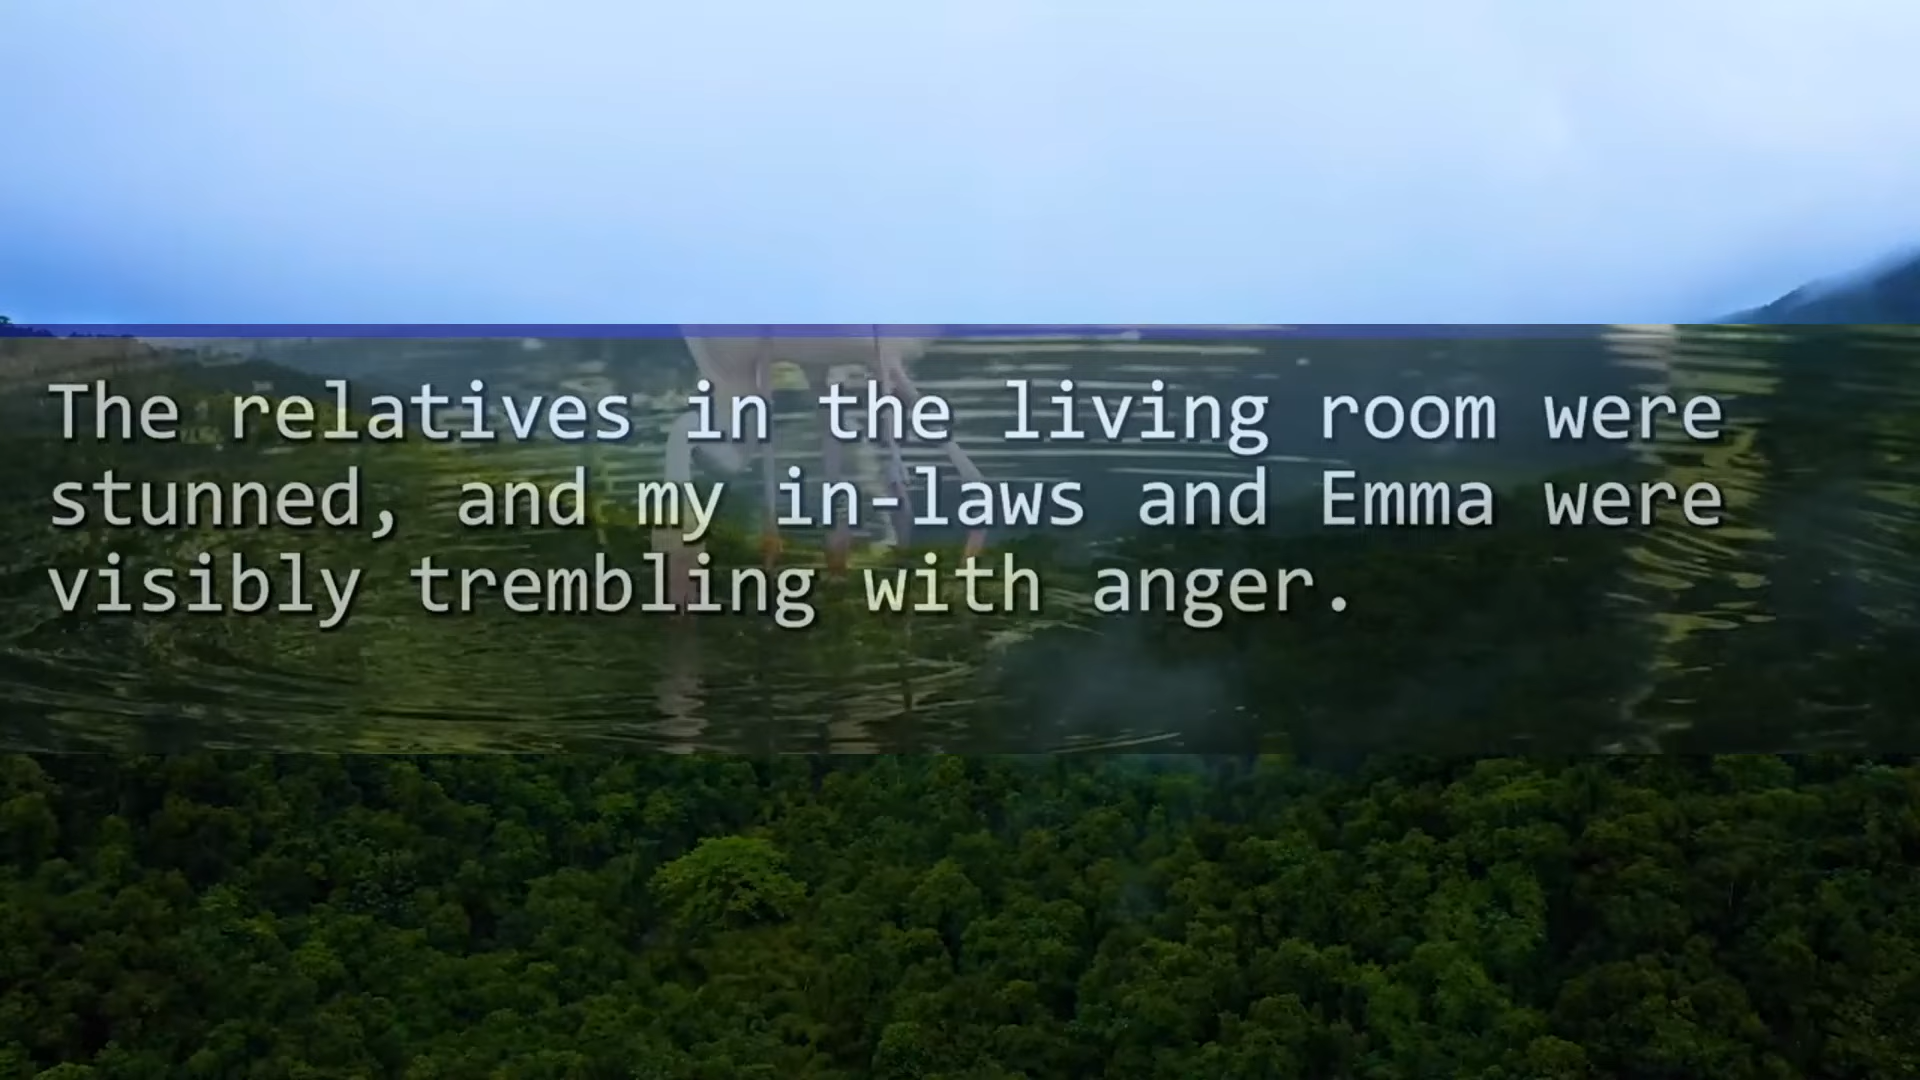 The relatives in the living room were
stunned, and my in-laws and Emma were
visibly trembling with anger.